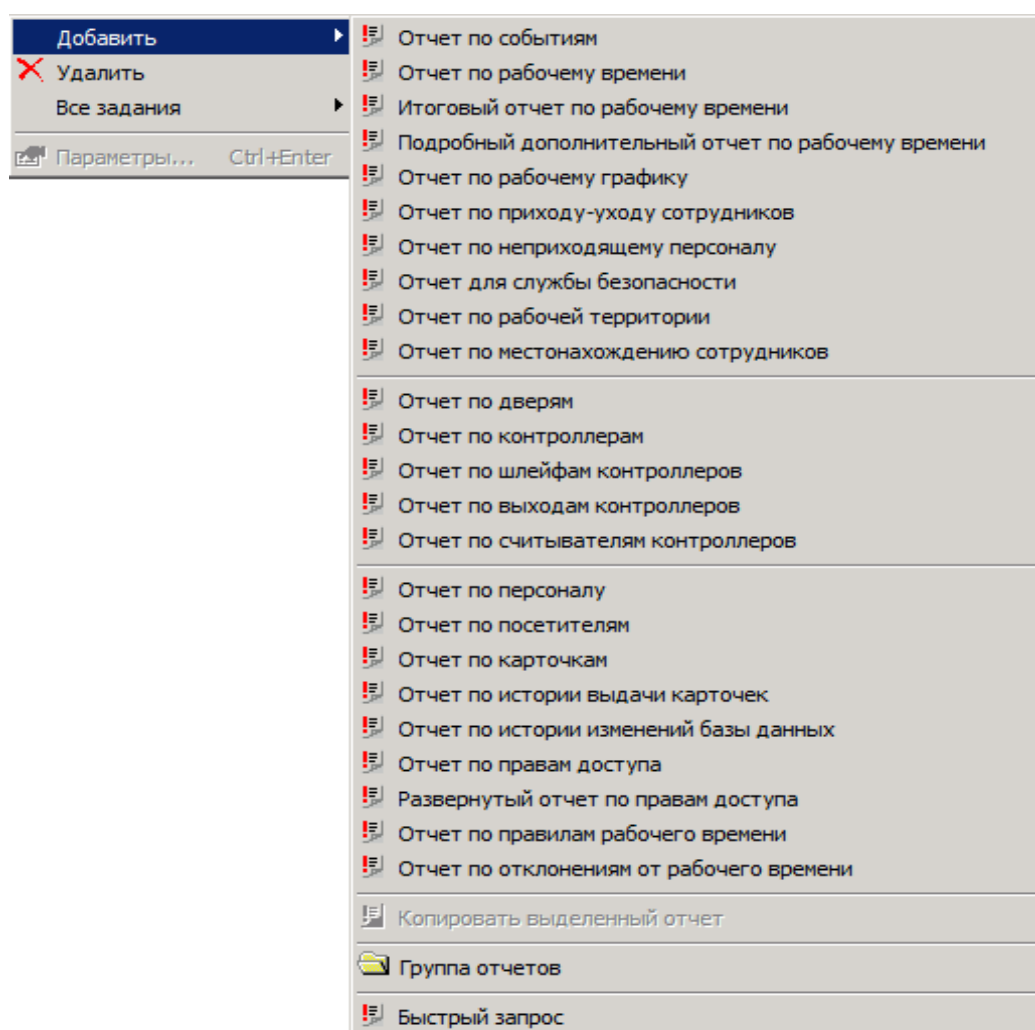 Добавить
Удалить
Все задания
Параметры... Ctrl+Enter
Отчет по событиям
Отчет по рабочему времени
Итоговый отчет по рабочему времени
Подробный дополнительный отчет по рабочему времени
Отчет по рабочему графику
Отчет по приходу-уходу сотрудников
Отчет по неприходящему персоналу
Отчет для службы безопасности
Отчет по рабочей территории
Отчет по местонахождению сотрудников
Отчет по дверям
Отчет по контроллерам
Отчет по шлейфам контроллеров
Отчет по выходам контроллеров
Отчет по считывателям контроллеров
Отчет по персоналу
Отчет по посетителям
Отчет по карточкам
Отчет по истории выдачи карточек
Отчет по истории изменений базы данных
Отчет по правам доступа
Развернутый отчет по правам доступа
Отчет по правилам рабочего времени
Отчет по отклонениям от рабочего времени
Копировать выделенный отчет
Группа отчетов
Быстрый запрос